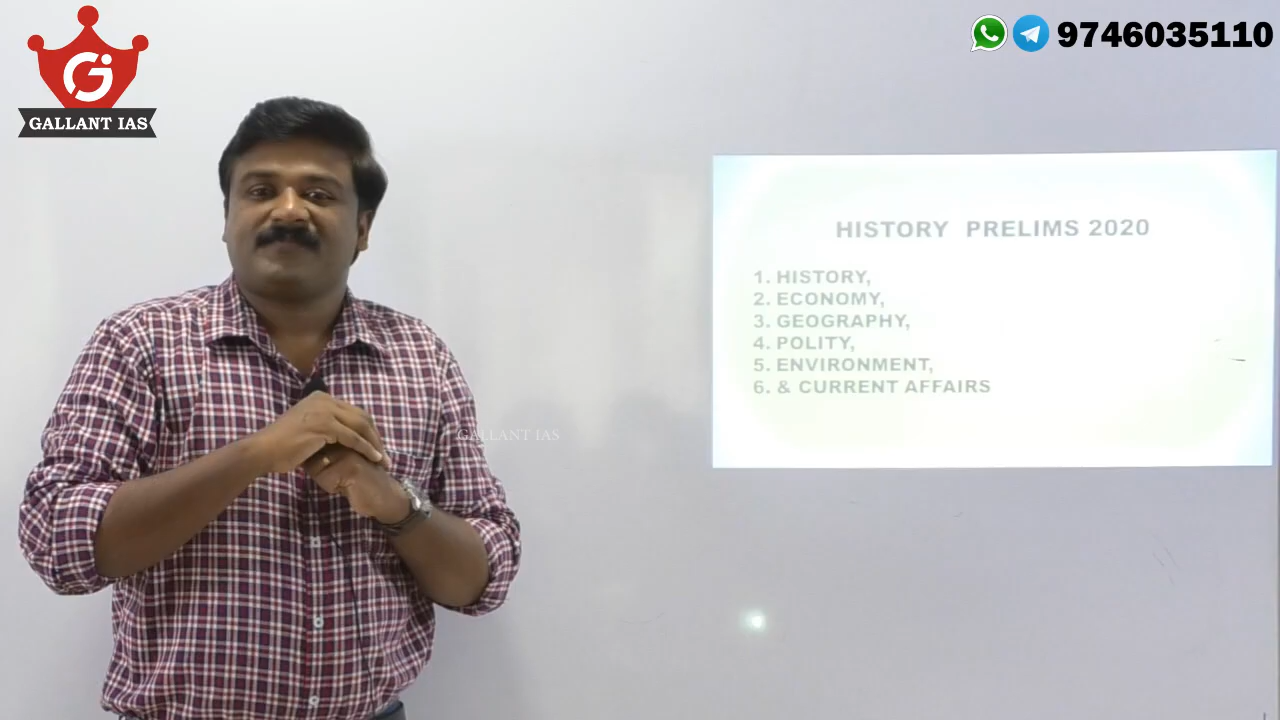 Gi
GALLANT IAS
9746035110
HISTORY PRELIMS 2020
1. HISTORY,
2. ECONOMY,
3. GEOGRAPHY,
4. POLITY,
5. ENVIRONMENT,
6. & CURRENT AFFAIRS
GALLANT IAS